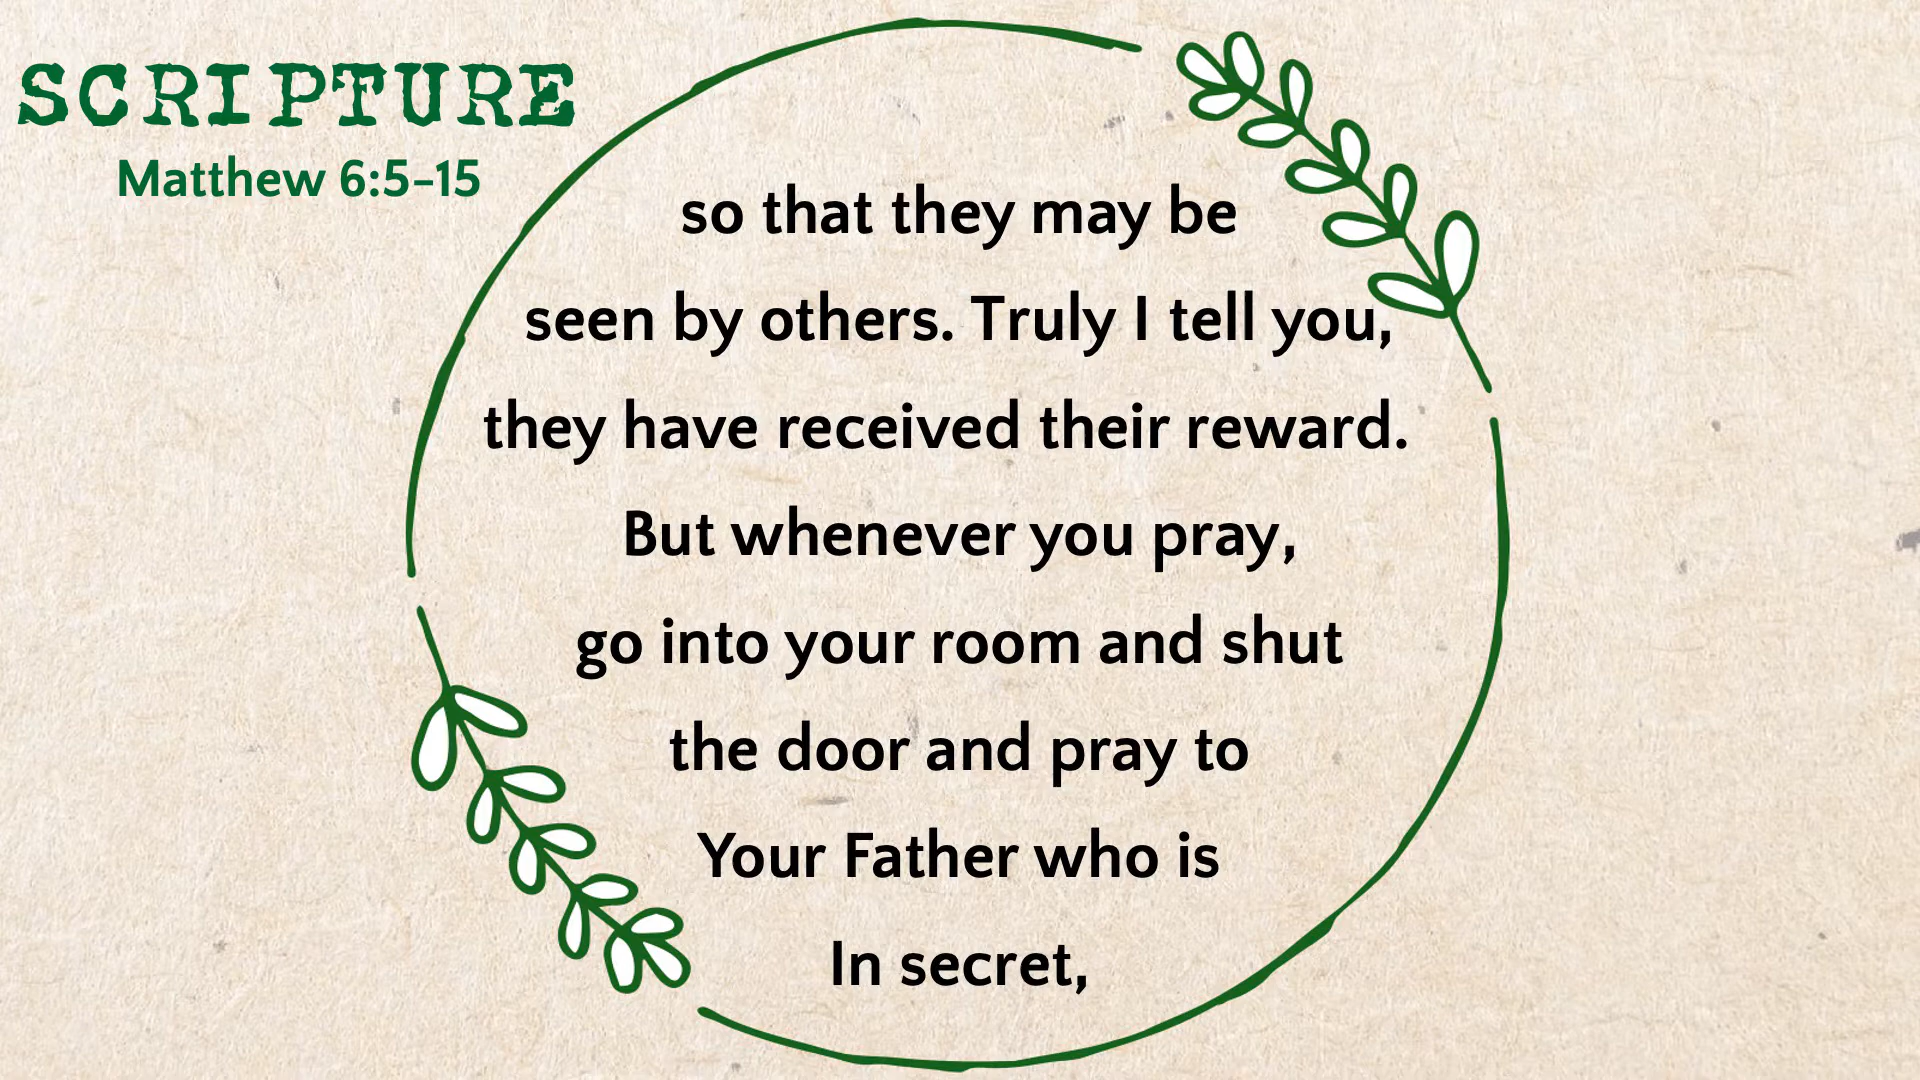 SCRIPTURE
Matthew 6:5-15
so that they may be
seen by others. Truly I tell you,
they have received their reward.
But whenever you pray,
go into your room and shut
the door and pray to
Your Father who is
In secret,